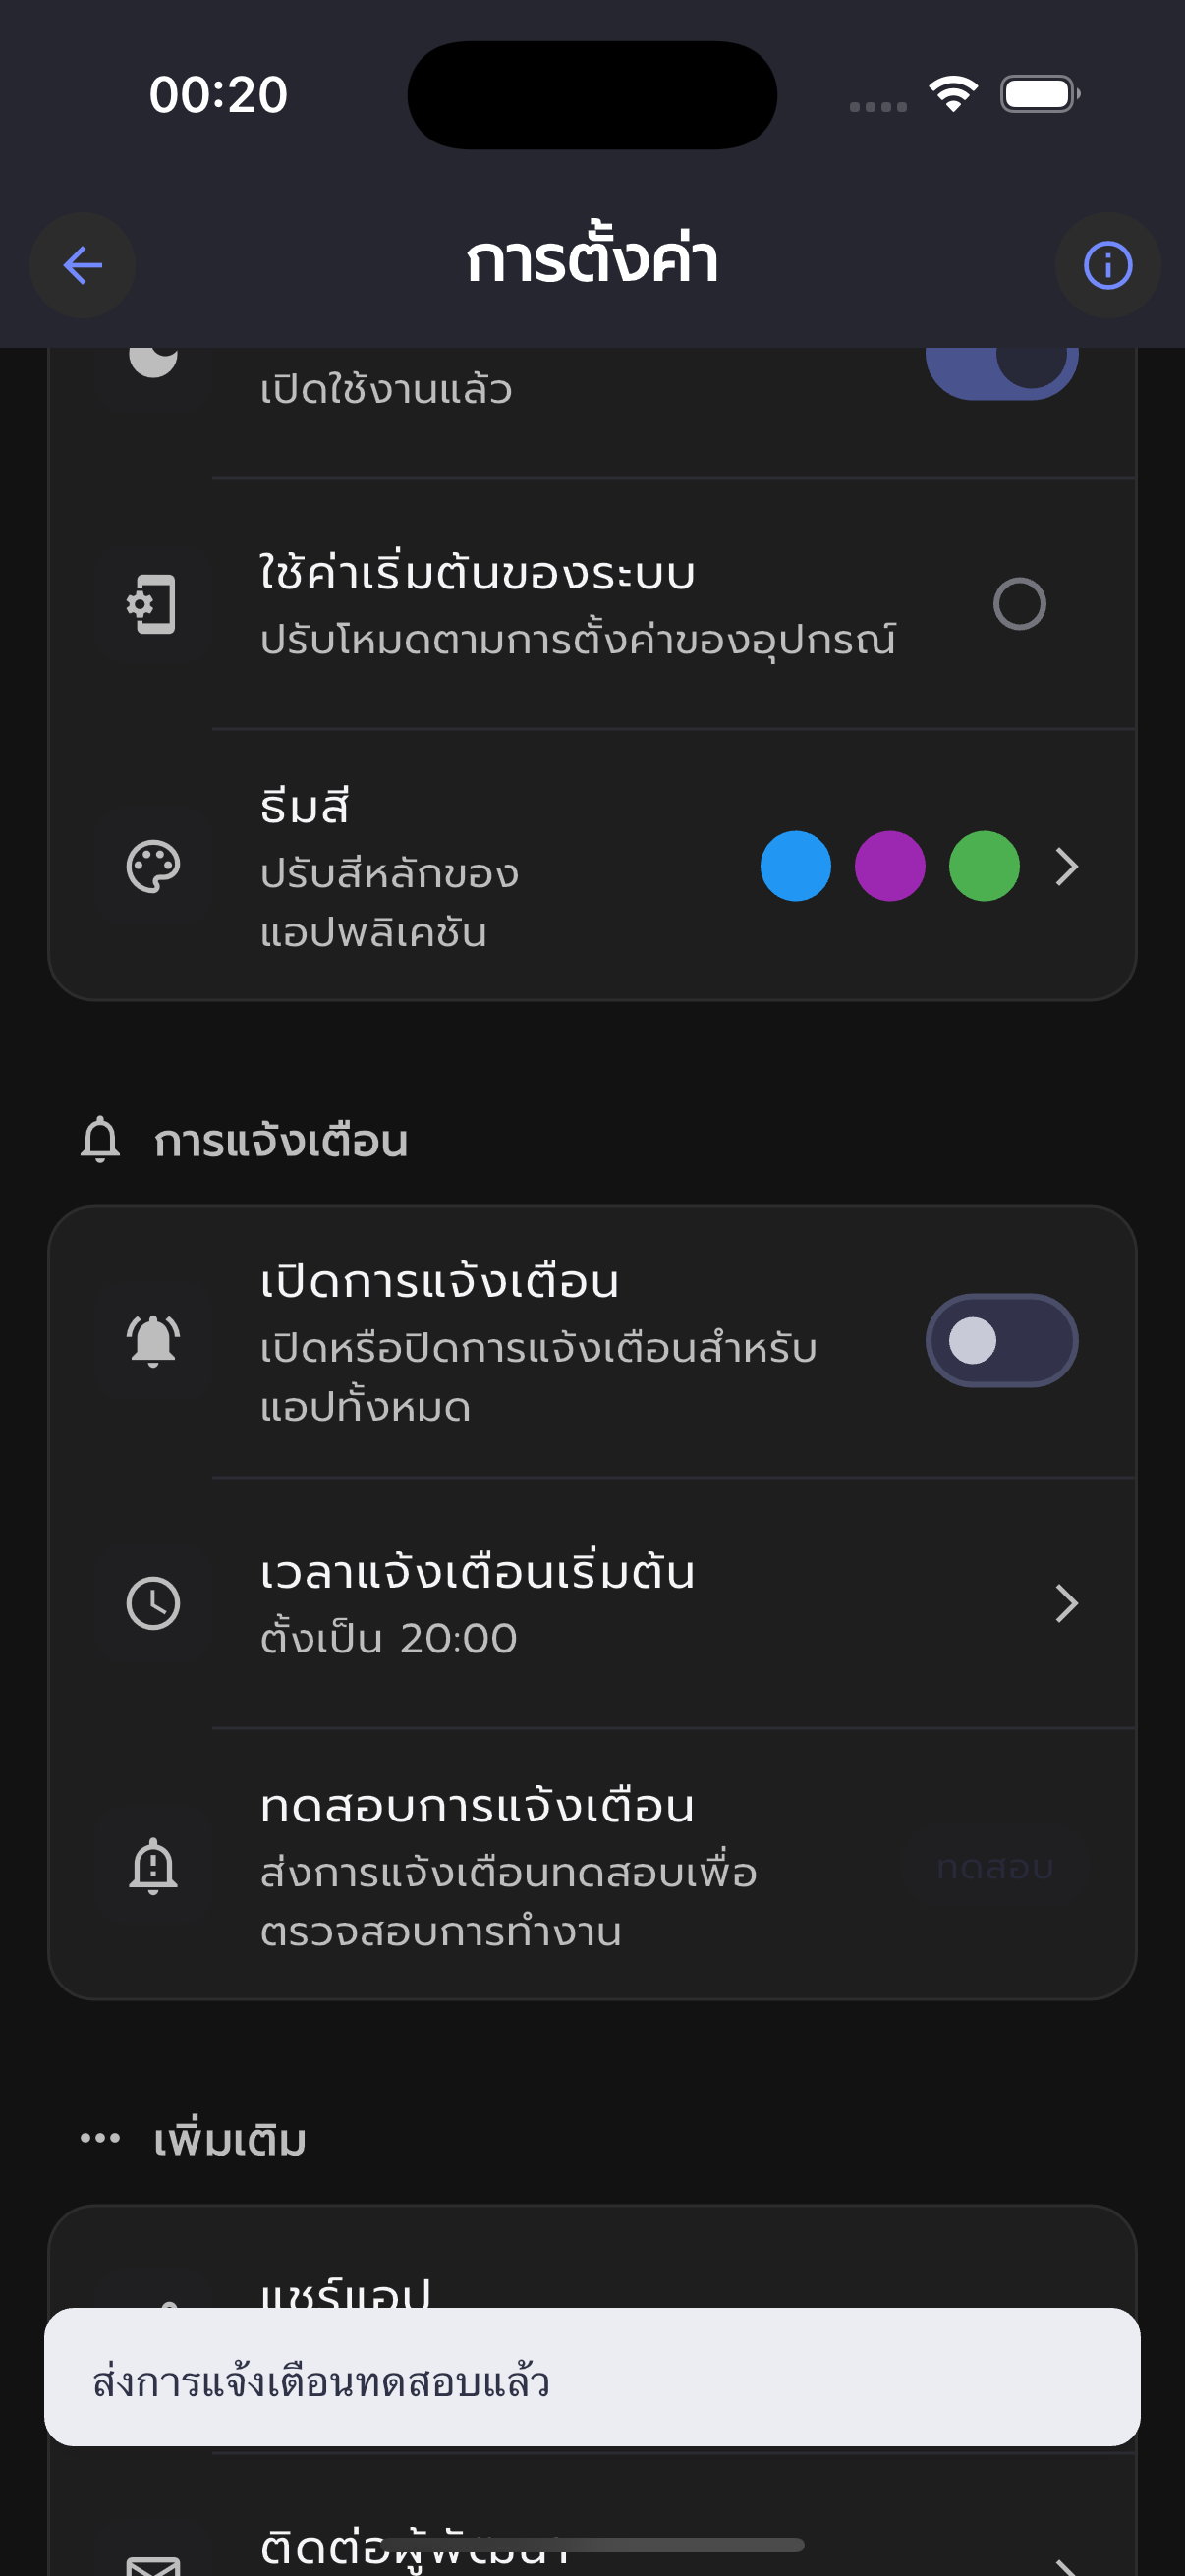 00:20
การตั้งค่า
เปิดใช้งานแล้ว
ใช้ค่าเริ่มต้นของระบบ
ปรับโหมดตามการตั้งค่าของอุปกรณ์
ธีมสี
ปรับสีหลักของ
แอปพลิเคชัน
การแจ้งเตือน
เปิดการแจ้งเตือน
เปิดหรือปิดการแจ้งเตือนสำหรับ
แอปทั้งหมด
เวลาแจ้งเตือนเริ่มต้น
ตั้งเป็น 20:00
ทดสอบการแจ้งเตือน
ส่งการแจ้งเตือนทดสอบเพื่อ
ตรวจสอบการทำงาน
ทดสอบ
เพิ่มเติม
แชร์แอป
ส่งการแจ้งเตือนทดสอบแล้ว
ติดต่อผู้พัฒนา